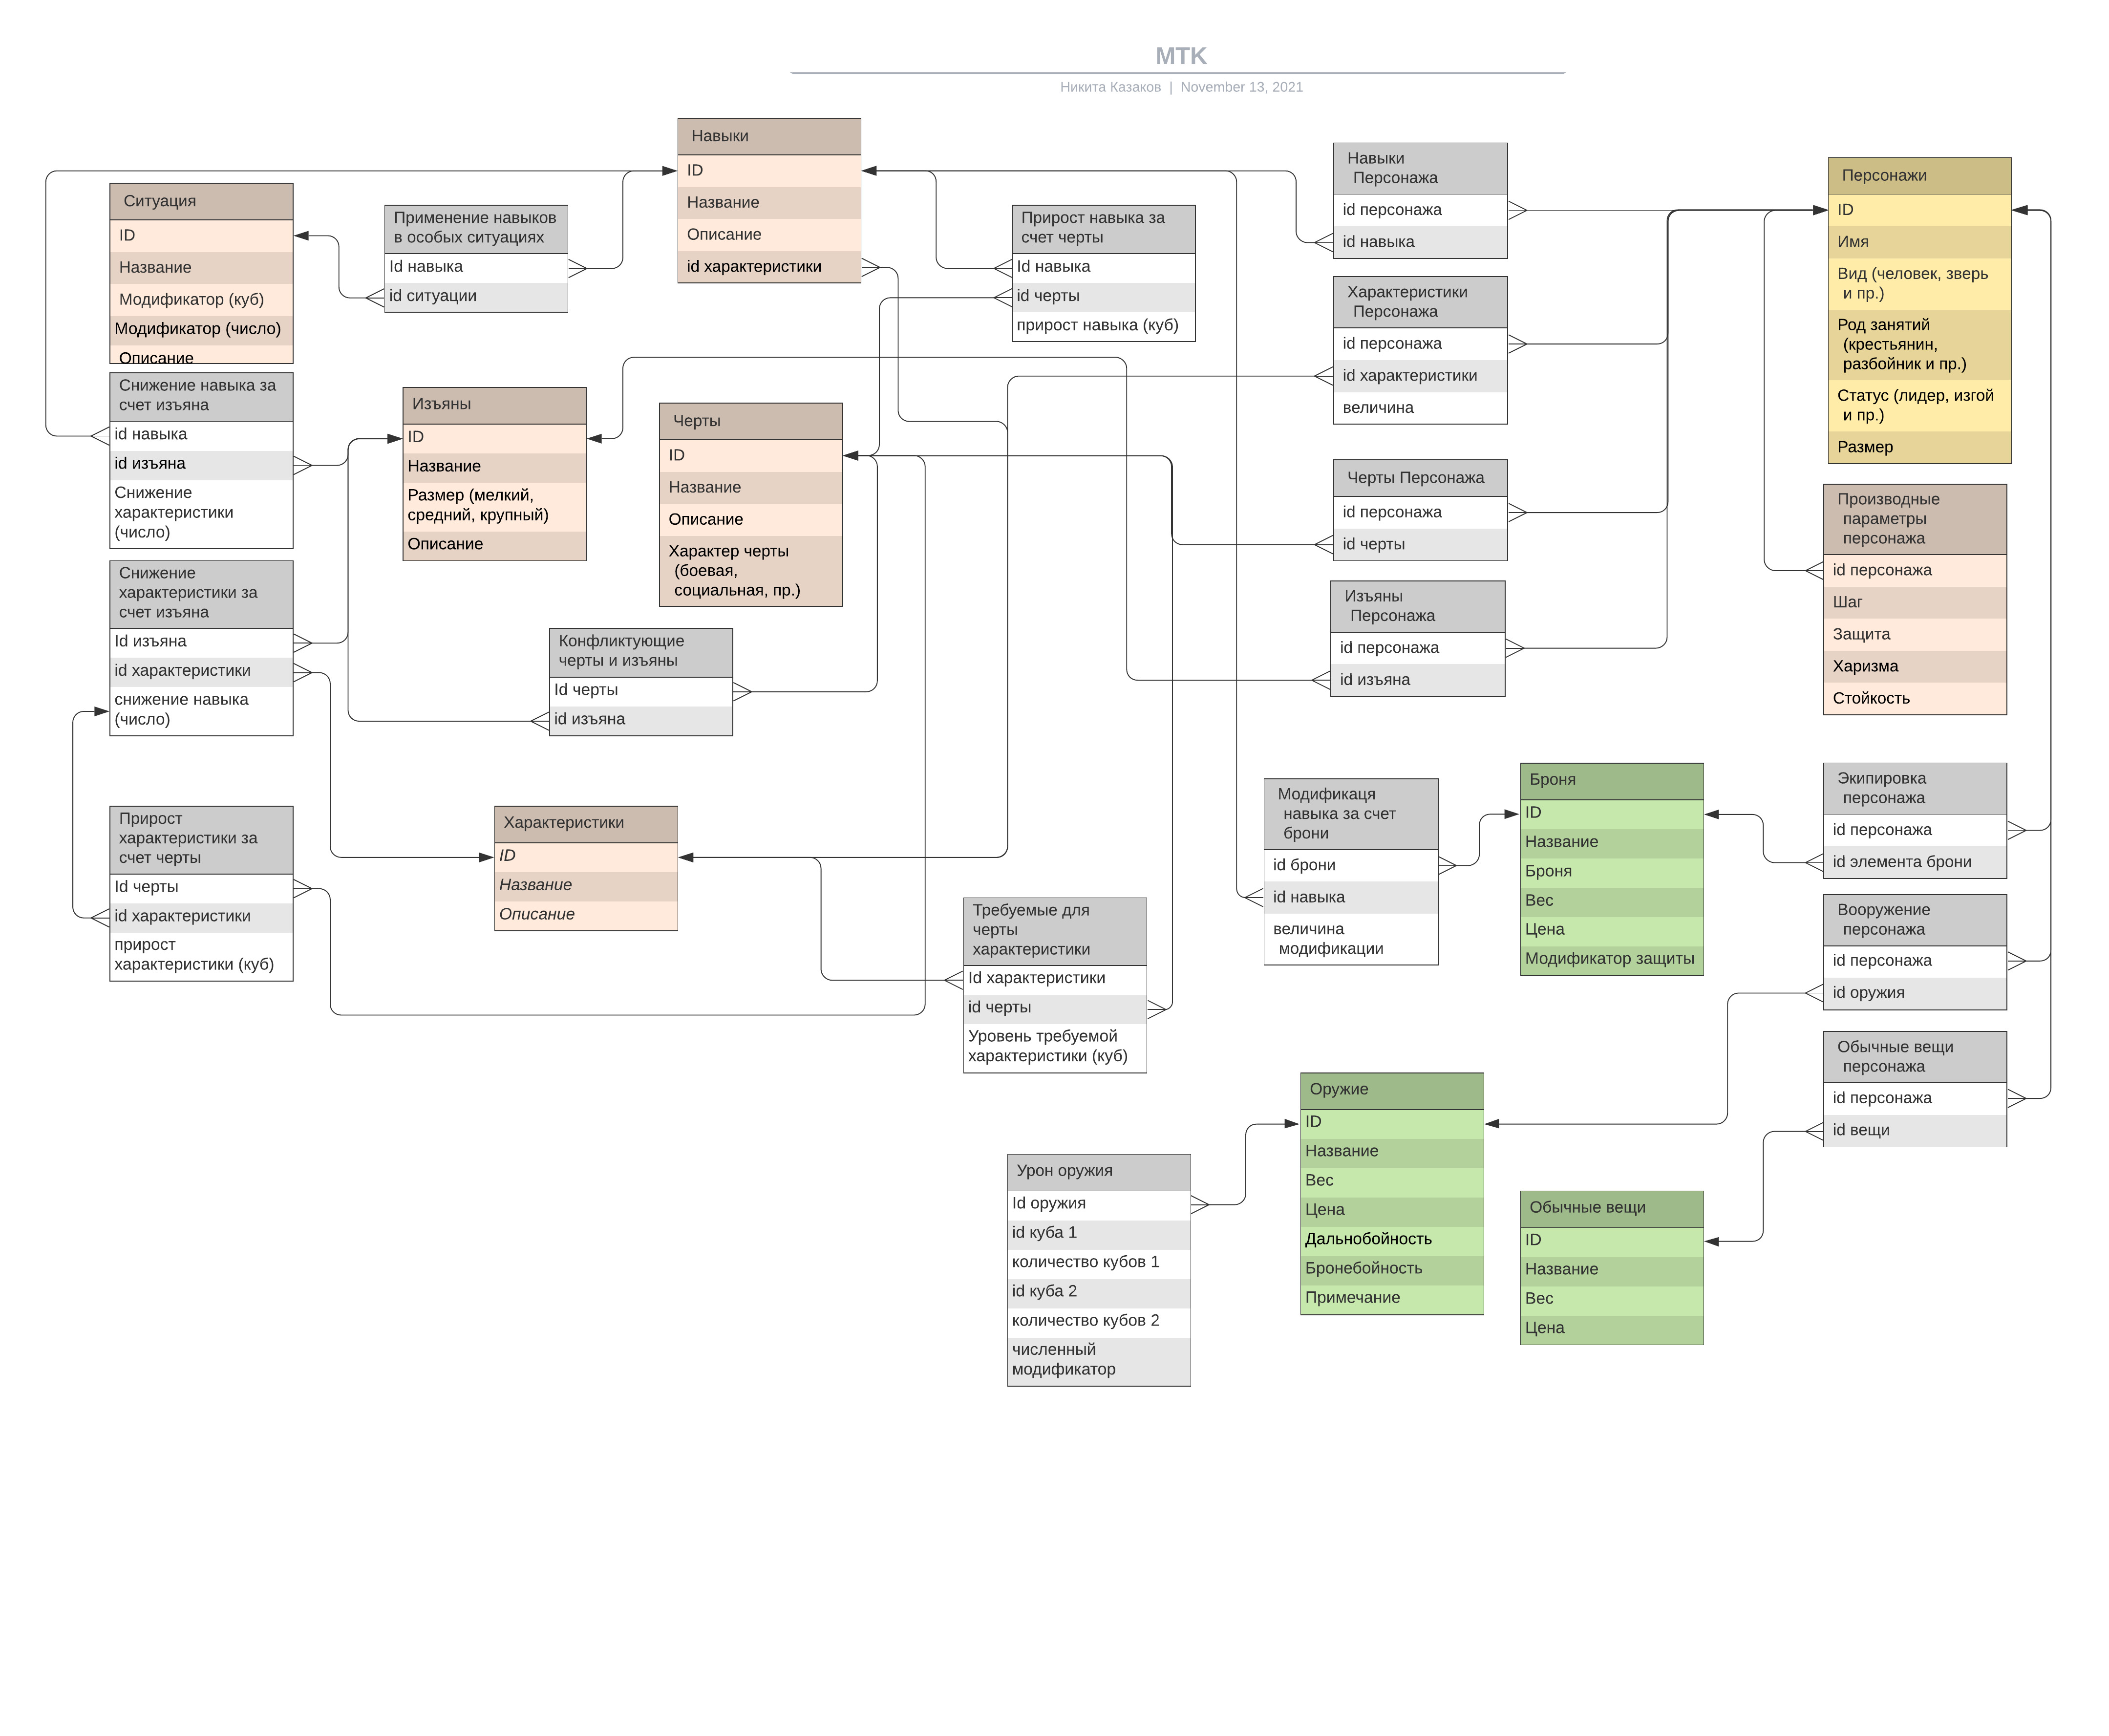 МТК
Никита Казаков | November 13, 2021
Навыки
ID
Название
Описание
id характеристики
Ситуация
ID
Название
Модификатор (куб)
Модификатор (число)
Описание
Применение навыков
в особых ситуациях
Id навыка
id ситуации
Прирост навыка за
счет черты
Id навыка
id черты
прирост навыка (куб)
Навыки
Персонажа
id персонажа
id навыка
Персонажи
ID
Имя
Вид (человек, зверь
и пр.)
Род занятий
(крестьянин,
разбойник и пр.)
Статус (лидер, изгой
и пр.)
Размер
Характеристики
Персонажа
id персонажа
id характеристики
величина
Снижение навыка за
счет изъяна
id навыка
id изъяна
Снижение
характеристики
(число)
Изъяны
ID
Название
Размер (мелкий,
средний, крупный)
Описание
Черты
ID
Название
Описание
Характер черты
(боевая,
социальная, пр.)
Черты Персонажа
id персонажа
id черты
Производные
параметры
персонажа
id персонажа
Шаг
Защита
Харизма
Стойкость
Снижение
характеристики за
счет изъяна
Id изъяна
id характеристики
снижение навыка
(число)
Конфликтующие
черты и изъяны
Id черты
id изъяна
Изъяны
Персонажа
id персонажа
id изъяна
Прирост
характеристики за
счет черты
Id черты
id характеристики
прирост
характеристики (куб)
Характеристики
ID
Название
Описание
Требуемые для
черты
характеристики
Id характеристики
id черты
Уровень требуемой
характеристики (куб)
Модификаця
навыка за счет
брони
id брони
id навыка
величина
модификации
Броня
ID
Название
Броня
Вес
Цена
Модификатор защиты
Экипировка
персонажа
id персонажа
id элемента брони
Вооружение
персонажа
id персонажа
id оружия
Обычные вещи
персонажа
id персонажа
id вещи
Урон оружия
Id оружия
id куба 1
количество кубов 1
id куба 2
количество кубов 2
численный
модификатор
Оружие
ID
Название
Вес
Цена
Дальнобойность
Бронебойность
Примечание
Обычные вещи
ID
Название
Вес
Цена